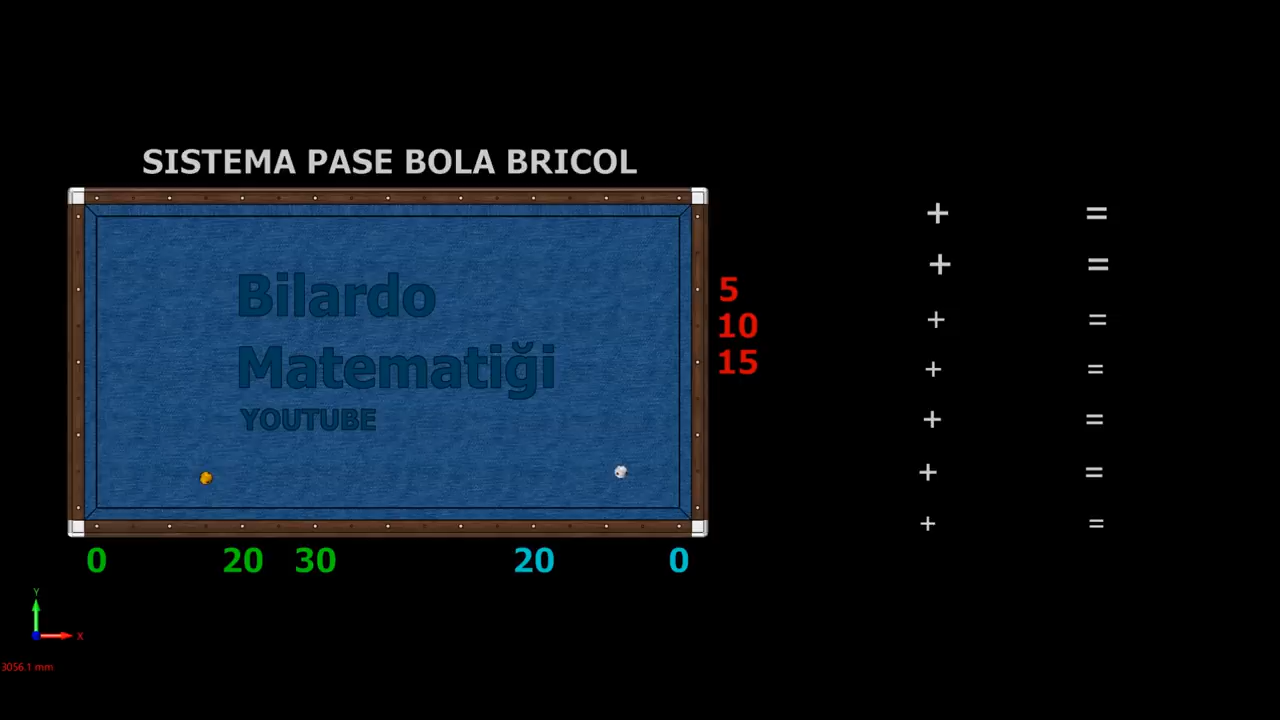 SISTEMA PASE BOLA BRICOL
Bilardo
Matematiği
YOUTUBE
5
10
15
0 20 30 20 0
+ =
+ =
+ =
+ =
+ =
+ =
+ =
Y
X
3056.1 mm